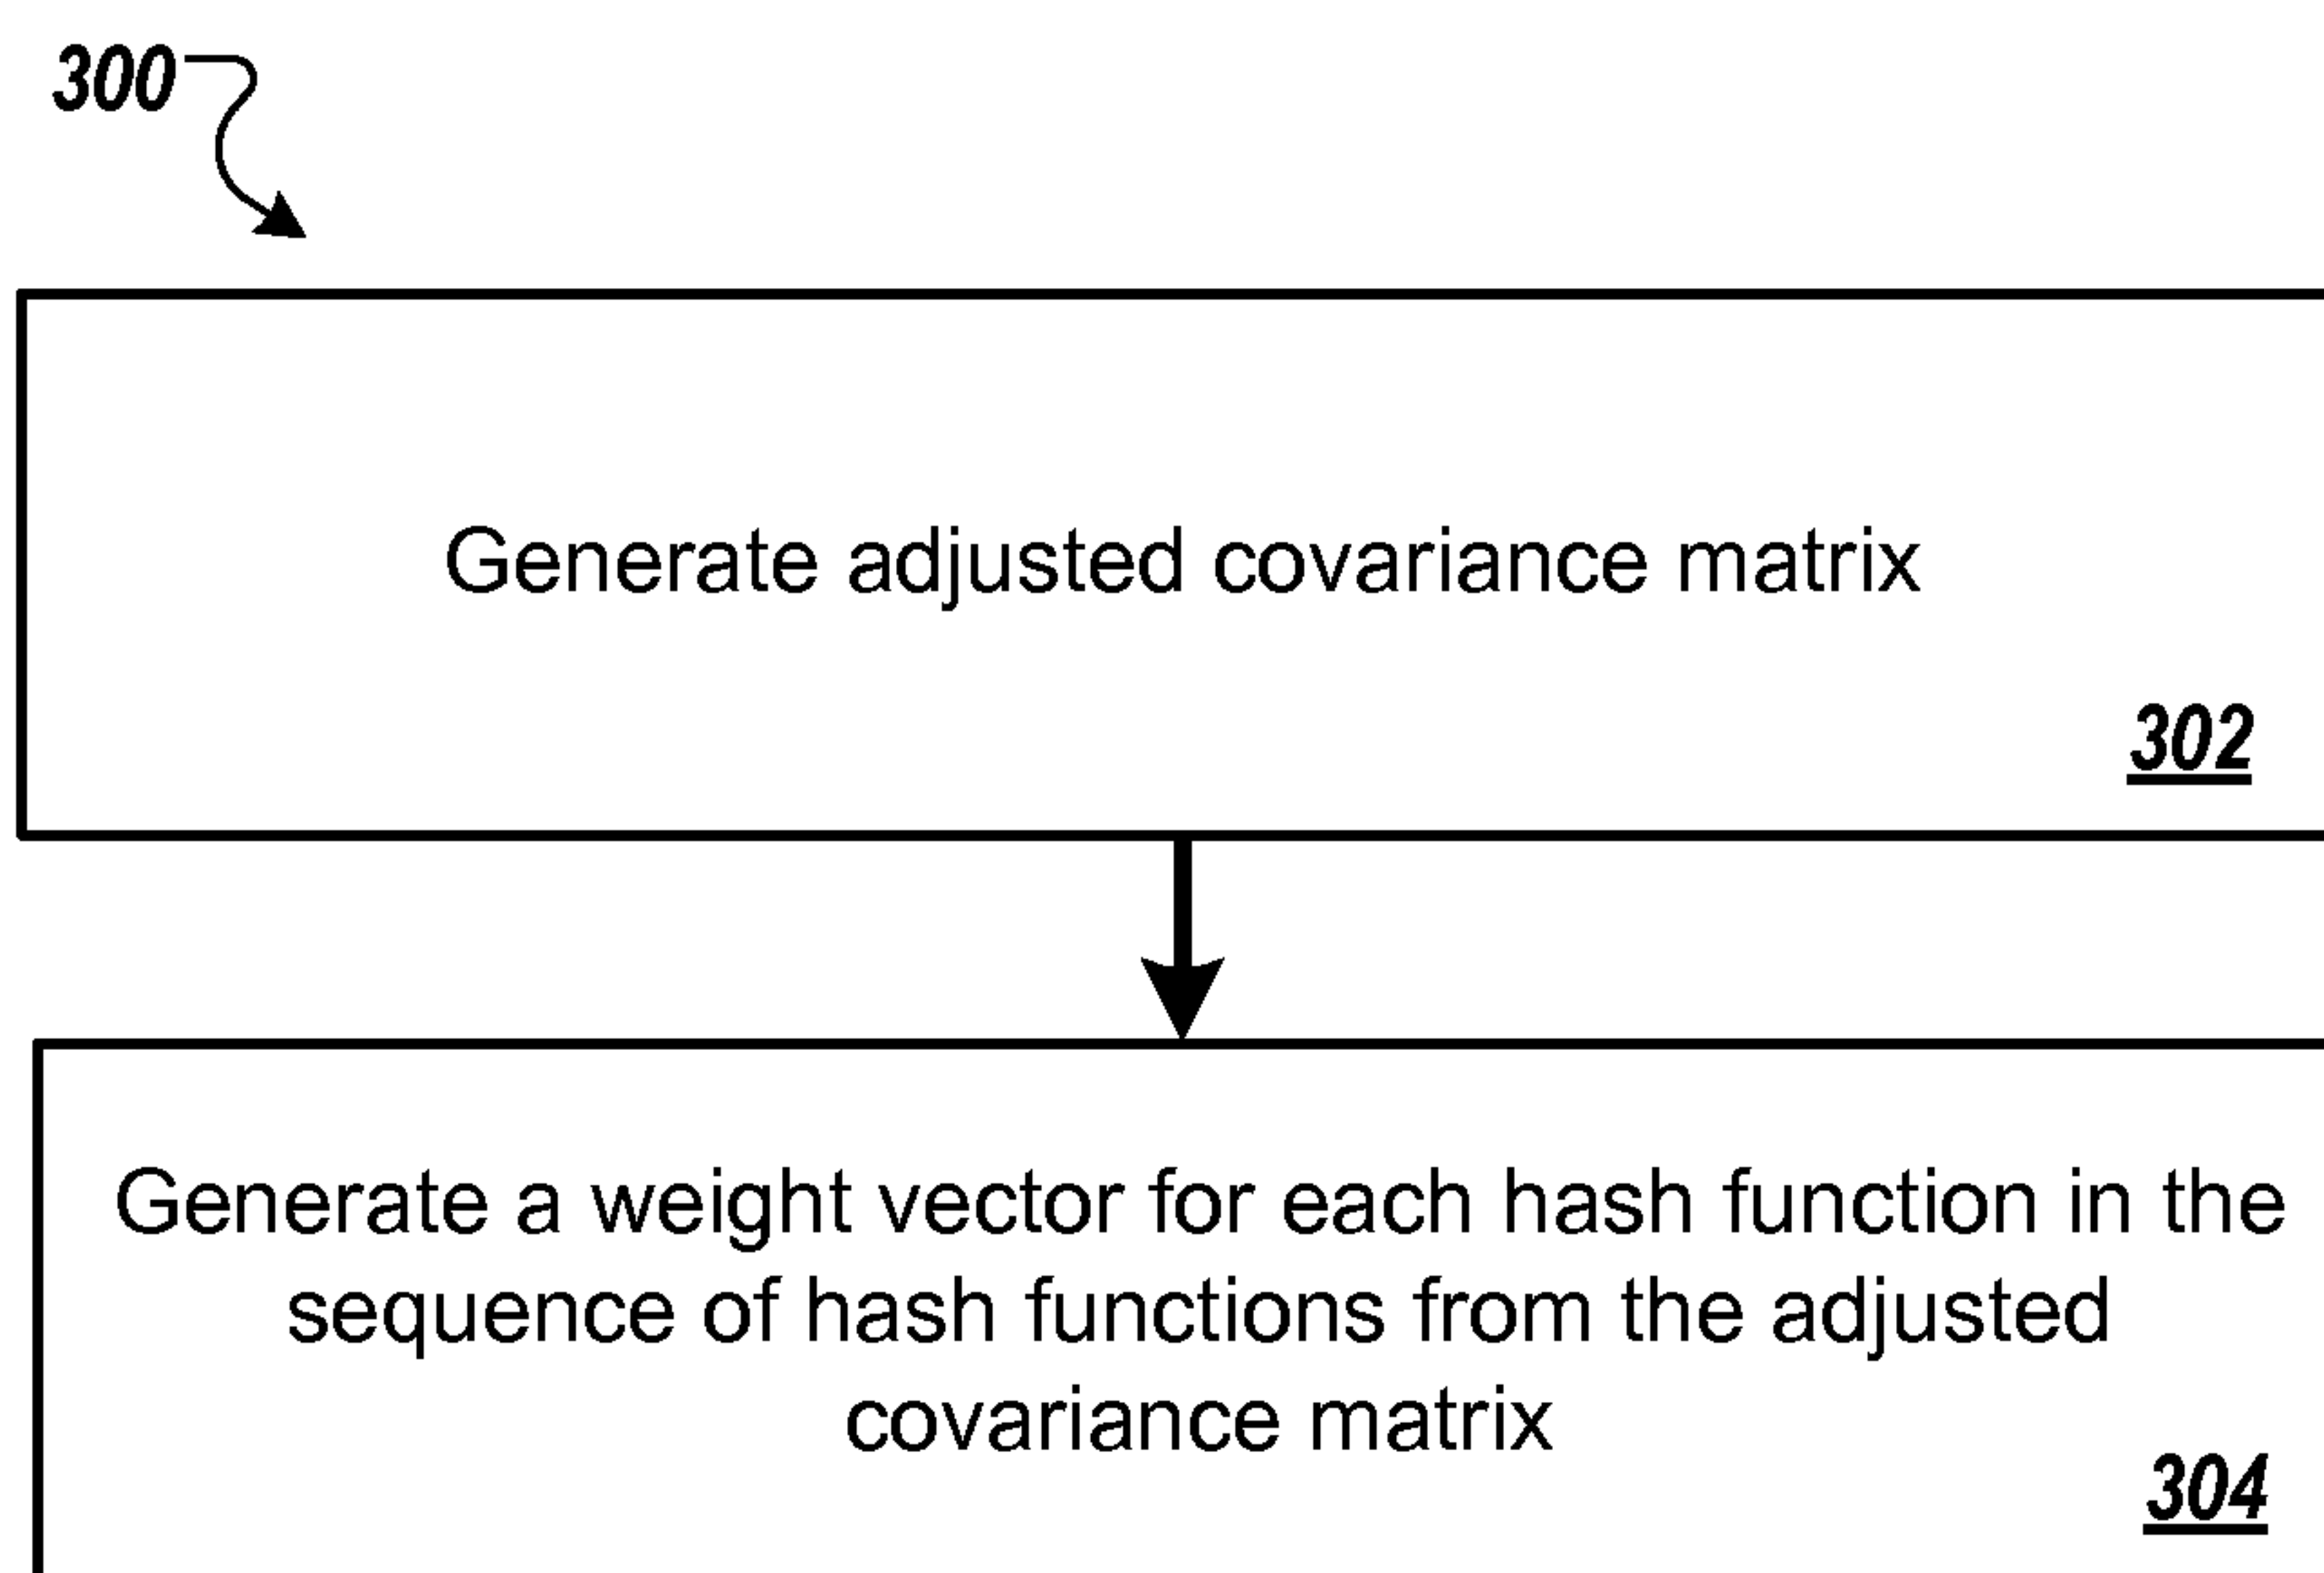 300
Generate adjusted covariance matrix
302
Generate a weight vector for each hash function in the
sequence of hash functions from the adjusted
covariance matrix
304